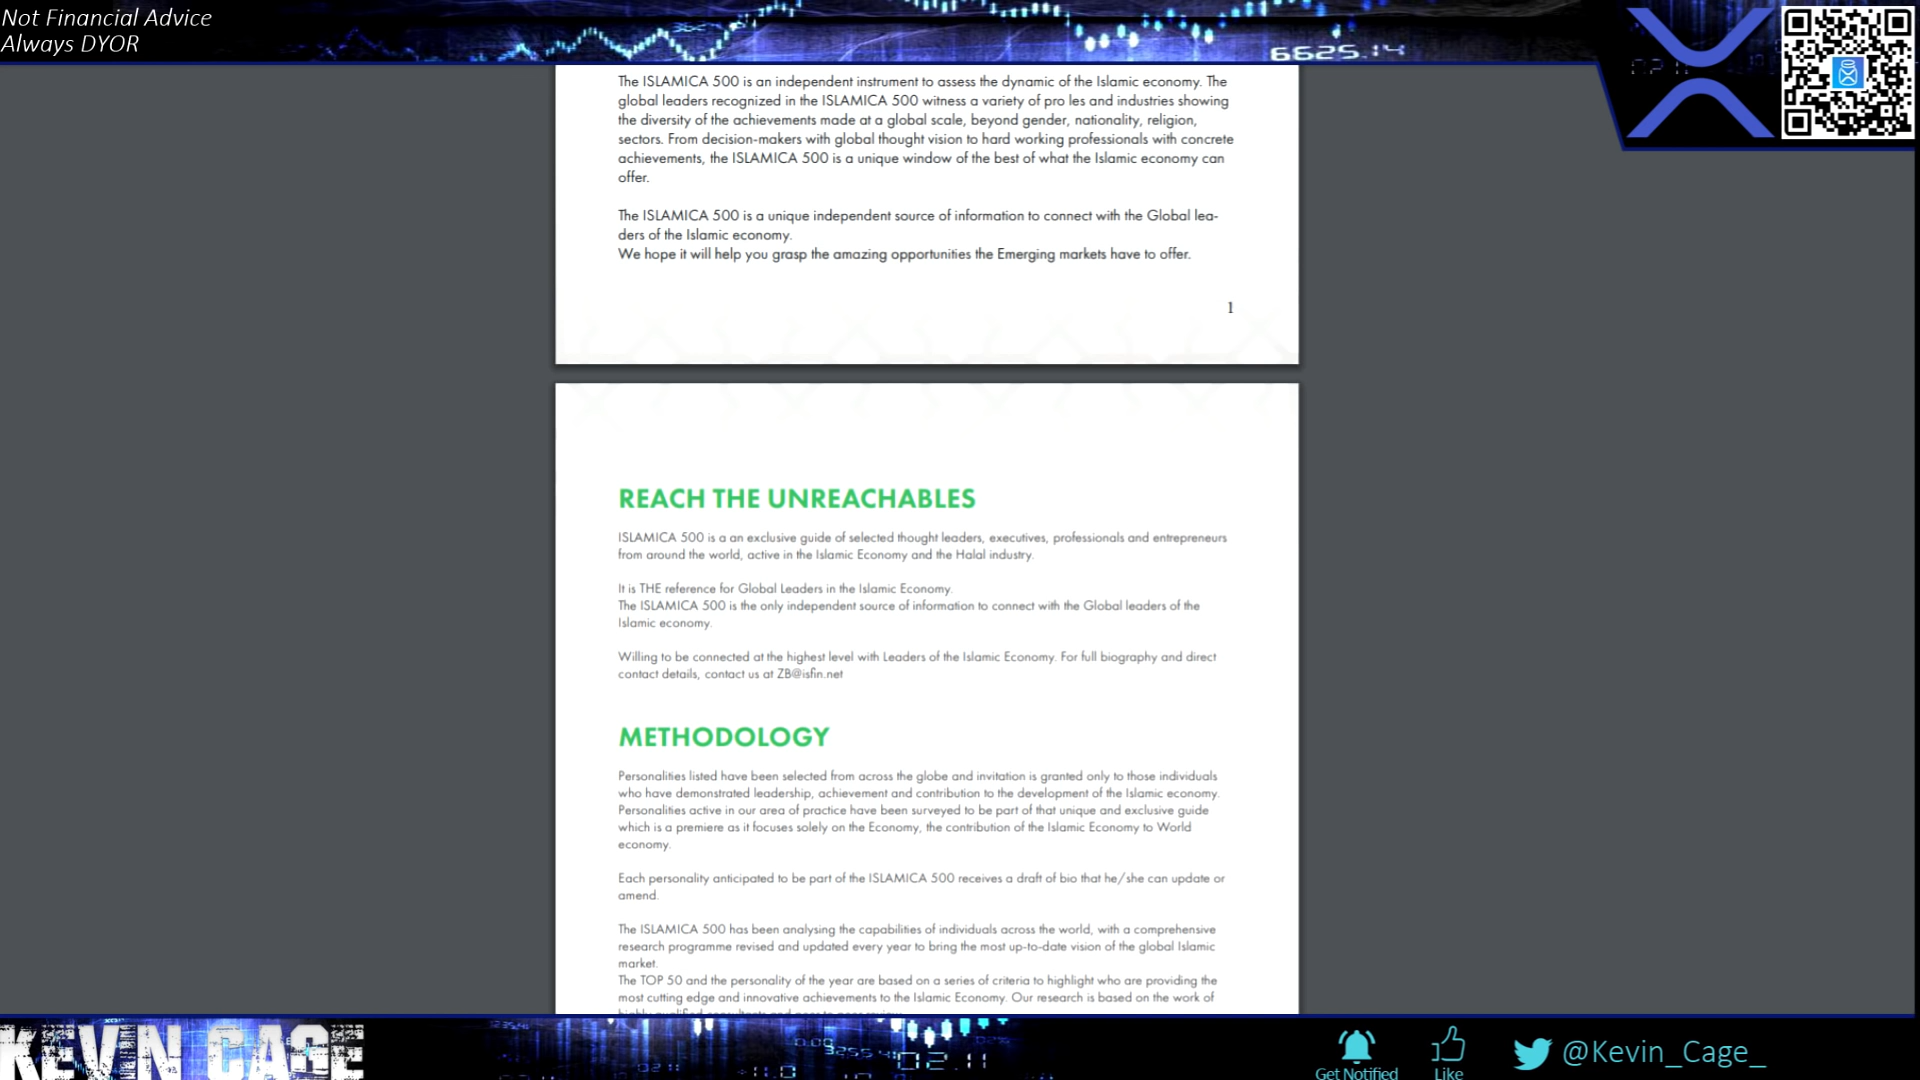 Not Financial Advice
Always DYOR
6625.14
The ISLAMICA 500 is an independent instrument to assess the dynamic of the Islamic economy. The
global leaders recognized in the ISLAMICA 500 witness a variety of pro les and industries showing
the diversity of the achievements made at a global scale, beyond gender, nationality, religion,
sectors. From decision-makers with global thought vision to hard working professionals with concrete
achievements, the ISLAMICA 500 is a unique window of the best of what the Islamic economy can
offer.
The ISLAMICA 500 is a unique independent source of information to connect with the Global lea-
ders of the Islamic economy.
We hope it will help you grasp the amazing opportunities the Emerging markets have to offer.
1
REACH THE UNREACHABLES
ISLAMICA 500 is a an exclusive guide of selected thought leaders, executives, professionals and entrepreneurs
from around the world, active in the Islamic Economy and the Halal industry.
It is THE reference for Global Leaders in the Islamic Economy.
The ISLAMICA 500 is the only independent source of information to connect with the Global leaders of the
Islamic economy.
Willing to be connected at the highest level with Leaders of the Islamic Economy. For full biography and direct
contact details, contact us at ZB@isfin.net
METHODOLOGY
Personalities listed have been selected from across the globe and invitation is granted only to those individuals
who have demonstrated leadership, achievement and contribution to the development of the Islamic economy.
Personalities active in our area of practice have been surveyed to be part of that unique and exclusive guide
which is a premiere as it focuses solely on the Economy, the contribution of the Islamic Economy to World
economy.
Each personality anticipated to be part of the ISLAMICA 500 receives a draft of bio that he/she can update or
amend.
The ISLAMICA 500 has been analysing the capabilities of individuals across the world, with a comprehensive
research programme revised and updated every year to bring the most up-to-date vision of the global Islamic
market.
The TOP 50 and the personality of the year are based on a series of criteria to highlight who are providing the
most cutting edge and innovative achievements to the Islamic Economy. Our research is based on the work of
KEVIN CAGE
Get Notified
Like
@Kevin_Cage_